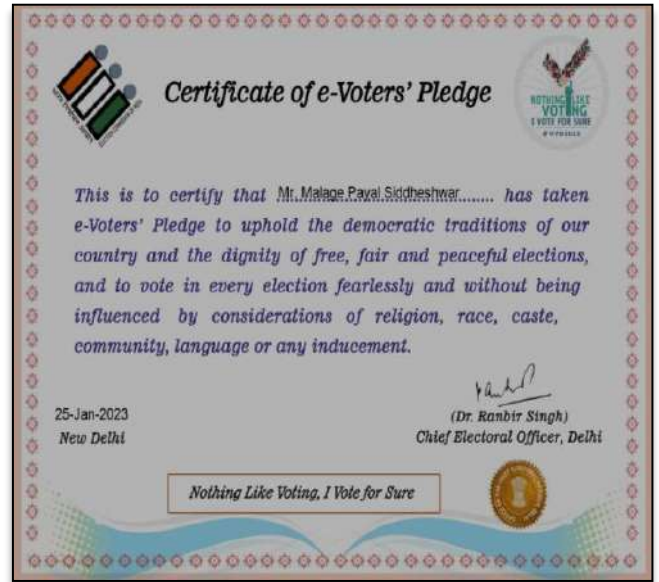 Certificate of e-Voters' Pledge
NOTHING LIKE
VOTING
I VOTE FOR SURE
This is to certify that Mr. Malage Payal Siddheshwar........ has taken
e-Voters' Pledge to uphold the democratic traditions of our
country and the dignity of free, fair and peaceful elections,
and to vote in every election fearlessly and without being
influenced by considerations of religion, race, caste,
community, language or any inducement.
25-Jan-2023
New Delhi
(Dr. Ranbir Singh)
Chief Electoral Officer, Delhi
Nothing Like Voting, I Vote for Sure